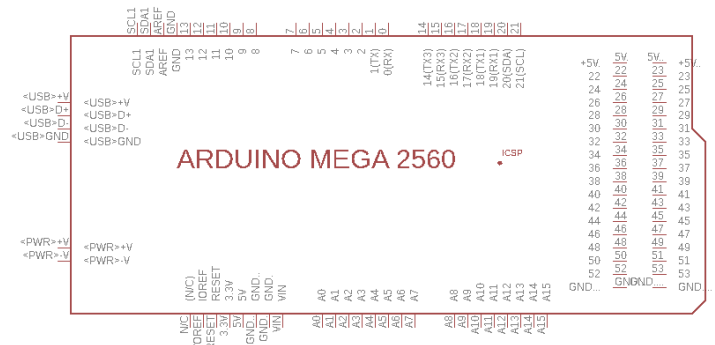 SCL1 SDA1 AREF GND 13 12 11 10 9 8 7 6 5 4 3 2 1 0 14 15 16 17 18 19 20 21
SCL1 SDA1 AREF GND 13 12 11 10 9 8 7 6 5 4 3 2 1(TX) 0(RX) 14(TX3) 15(RX3) 16(TX2) 17(RX2) 18(TX1) 19(RX1) 20(SDA) 21(SCL)
<USB>+V <USB>+V
<USB>D+ <USB>D+
<USB>D- <USB>D-
<USB>GND <USB>GND
ARDUINO MEGA 2560
ICSP
<PWR>+V <PWR>+V
<PWR>-V <PWR>-V
+5V.. 5V.. 5V.. +5V..
22 22 23 23
24 24 25 25
26 26 27 27
28 28 29 29
30 30 31 31
32 32 33 33
34 34 35 35
36 36 37 37
38 38 39 39
40 40 41 41
42 42 43 43
44 44 45 45
46 46 47 47
48 48 49 49
50 50 51 51
52 52 53 53
GND... GND GND.... GND...
(N/C) IOREF RESET 3.3V 5V GND.. GND. VIN A0 A1 A2 A3 A4 A5 A6 A7 A8 A9 A10 A11 A12 A13 A14 A15
N/C IOREF RESET 3.3V 5V GND.. GND. VIN A0 A1 A2 A3 A4 A5 A6 A7 A8 A9 A10 A11 A12 A13 A14 A15